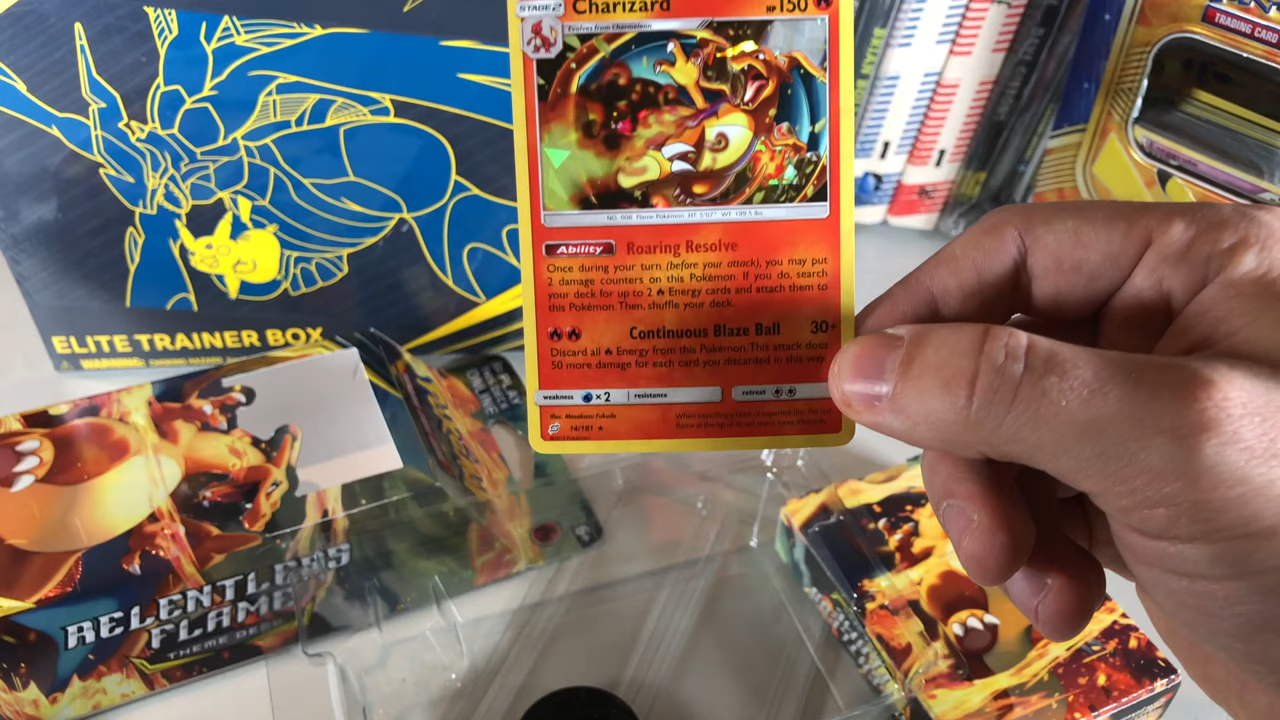 STAGE2
Charizard
HP150
Evolves from Charmeleon
NO. 006 Flame Pokémon HT: 5'07" WT: 199.5 lbs.
Ability Roaring Resolve
Once during your turn (before your attack), you may put
2 damage counters on this Pokémon. If you do, search
your deck for up to 2 Energy cards and attach them to
this Pokémon. Then, shuffle your deck.
Continuous Blaze Ball 30+
Discard all Energy from this Pokémon. This attack does
50 more damage for each card you discarded in this way.
weakness ×2 resistance retreat
Illus. Masakazu Fukuda
14/181 ★
TRADING CARD
ELITE TRAINER BOX
WARNING:
RELENTLESS
FLAME
THEME DECK